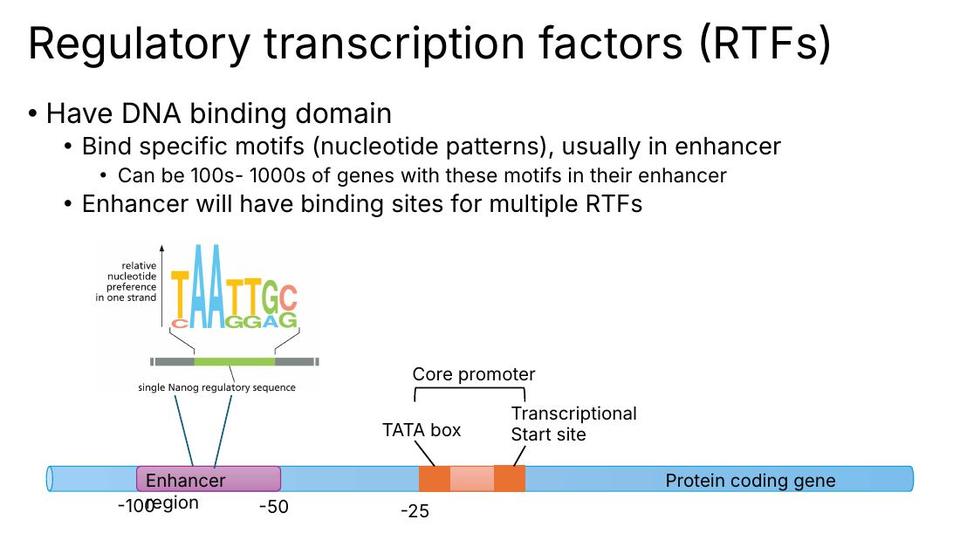 Regulatory transcription factors (RTFs)
• Have DNA binding domain
• Bind specific motifs (nucleotide patterns), usually in enhancer
• Can be 100s- 1000s of genes with these motifs in their enhancer
• Enhancer will have binding sites for multiple RTFs
relative
nucleotide
preference
in one strand
TAATTGC
CAAGGAG
single Nanog regulatory sequence
Core promoter
TATA box
Transcriptional
Start site
Enhancer
region
Protein coding gene
-100
-50
-25